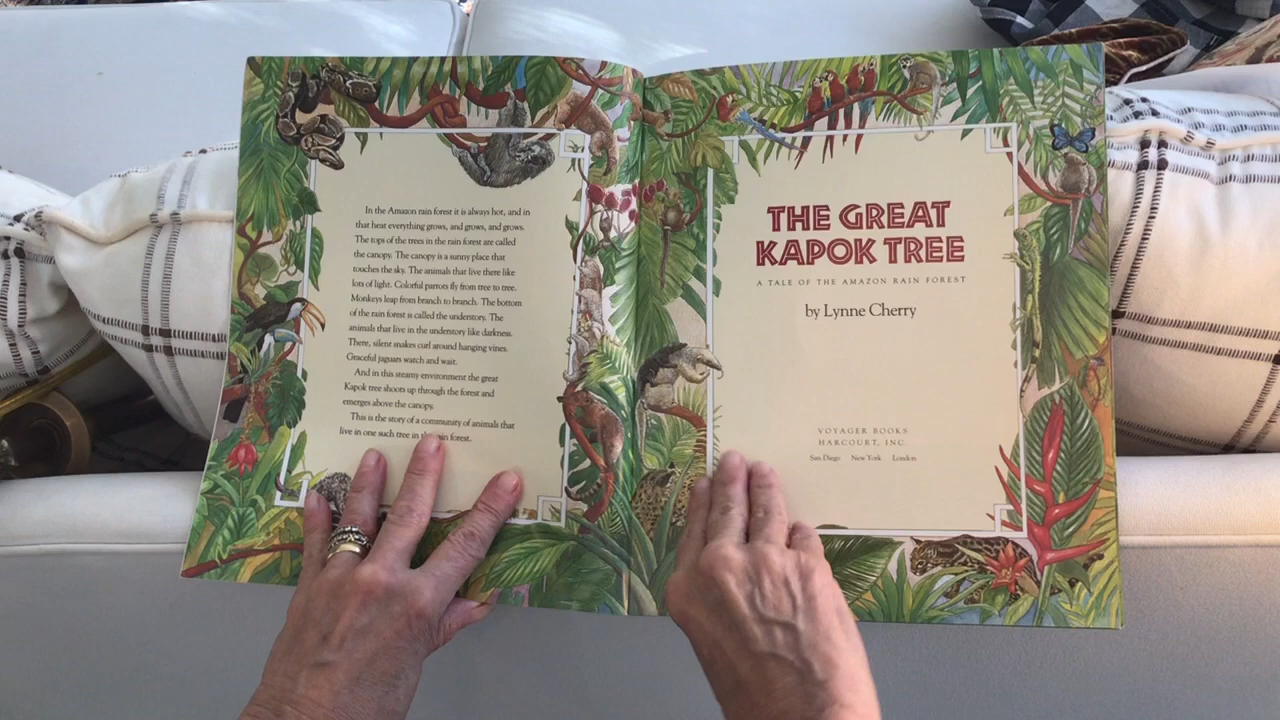 In the Amazon rain forest it is always hot, and in
that heat everything grows, and grows, and grows.
The tops of the trees in the rain forest are called
the canopy. The canopy is a sunny place that
touches the sky. The animals that live there like
lots of light. Colorful parrots fly from tree to tree.
Monkeys leap from branch to branch. The bottom
of the rain forest is called the understory. The
animals that live in the understory like darkness.
There, silent snakes curl around hanging vines.
Graceful jaguars watch and wait.
And in this steamy environment the great
Kapok tree shoots up through the forest and
emerges above the canopy.
This is the story of a community of animals that
live in one such tree in the rain forest.
THE GREAT
KAPOK TREE
A TALE OF THE AMAZON RAIN FOREST
by Lynne Cherry
VOYAGER BOOKS
HARCOURT, INC.
San Diego New York London